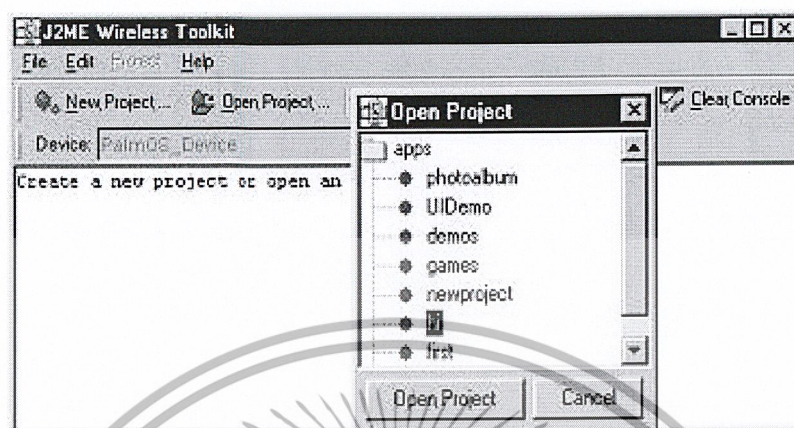 J2ME Wireless Toolkit
File Edit Project Help
New Project ... Open Project ... Clear Console
Device: PalmOS_Device
Create a new project or open an
Open Project
apps
photoalbum
UIDemo
demos
games
newproject
first
Open Project Cancel